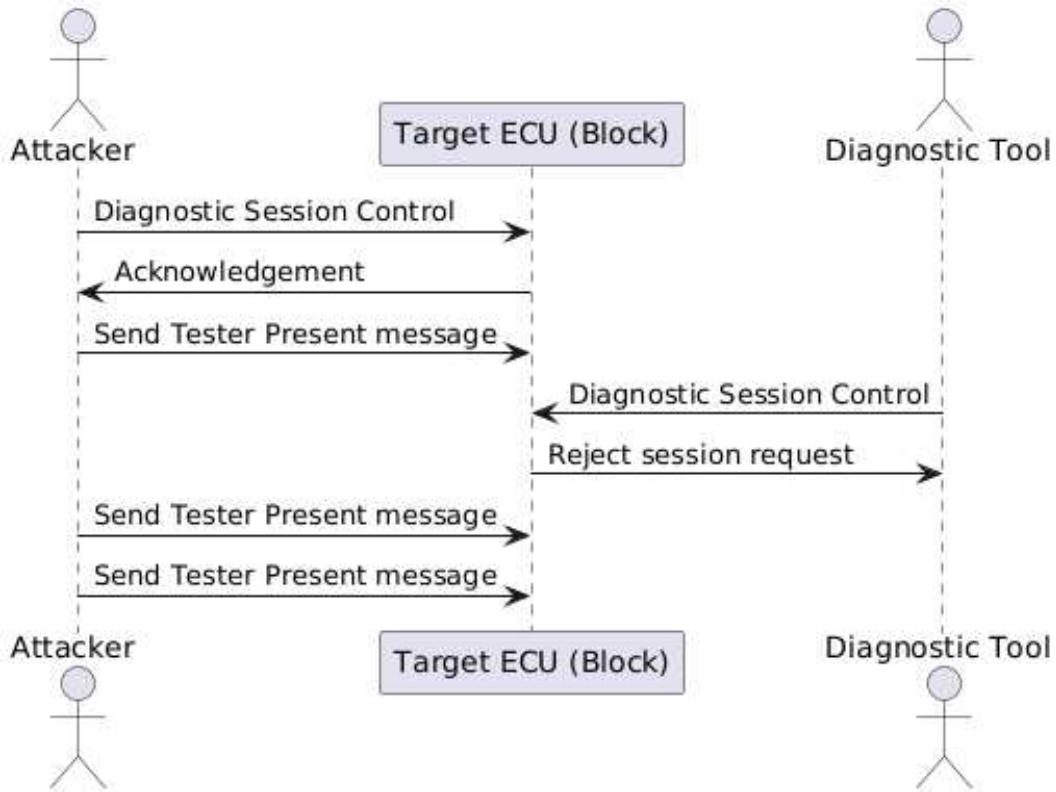 Attacker
Target ECU (Block)
Diagnostic Tool
Diagnostic Session Control
Acknowledgement
Send Tester Present message
Diagnostic Session Control
Reject session request
Send Tester Present message
Send Tester Present message
Attacker
Target ECU (Block)
Diagnostic Tool